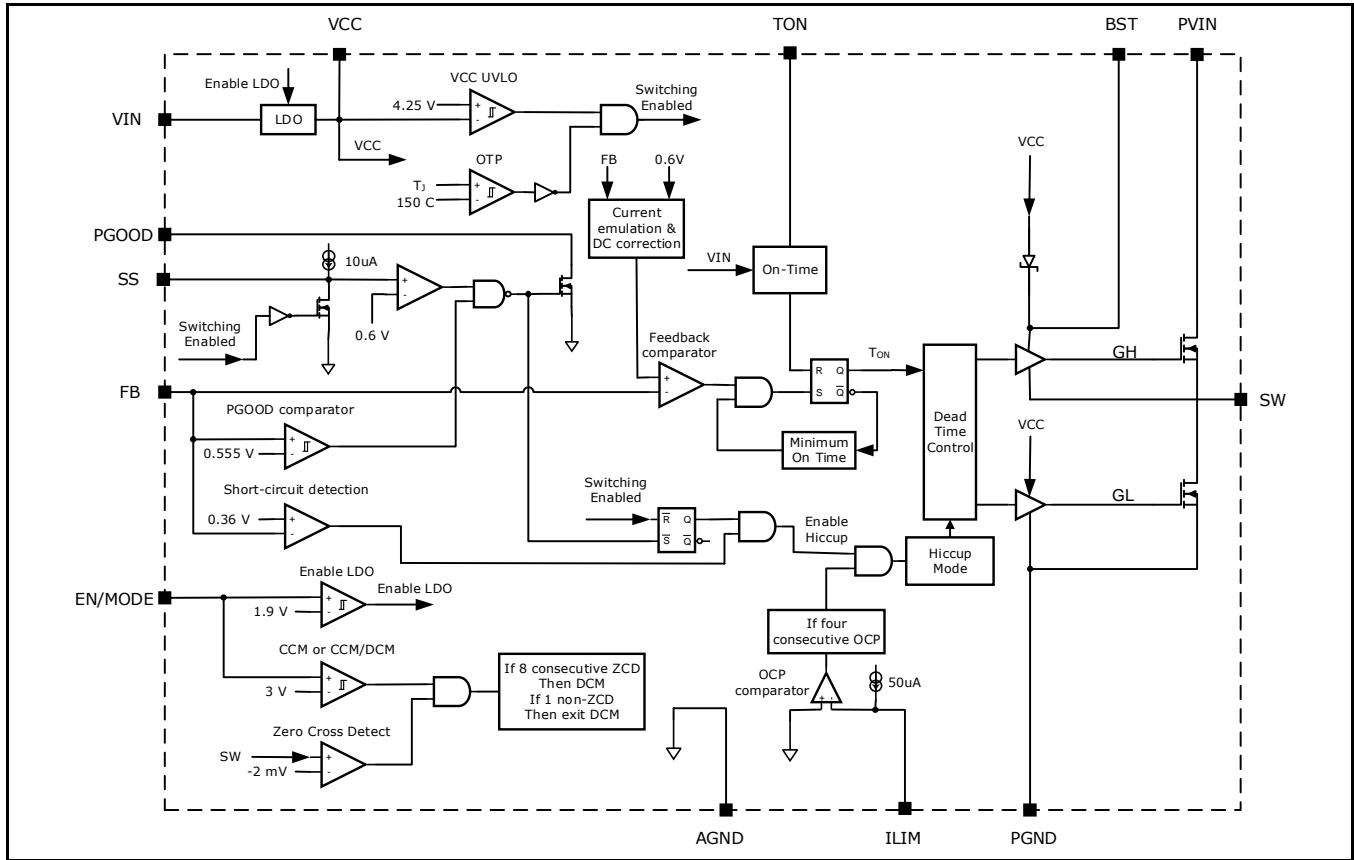 VCC
TON
BST
PVIN
Enable LDO
VCC UVLO
Switching
Enabled
4.25 V
+
-
VIN
LDO
VCC
OTP
TJ
150 C
+
-
FB
0.6V
VCC
Current
emulation &
DC correction
PGOOD
10uA
VIN
On-Time
SS
+
-
0.6 V
Switching
Enabled
Feedback
comparator
TON
GH
R Q
S Q
+
-
FB
SW
PGOOD comparator
+
-
0.555 V
Minimum
On Time
Dead
Time
Control
VCC
GL
Short-circuit detection
Switching
Enabled
0.36 V
+
-
R Q
S Q
Enable
Hiccup
Hiccup
Mode
Enable LDO
Enable LDO
EN/MODE
+
-
1.9 V
If four
consecutive OCP
CCM or CCM/DCM
+
-
3 V
If 8 consecutive ZCD
Then DCM
If 1 non-ZCD
Then exit DCM
OCP
comparator
50uA
+ -
Zero Cross Detect
SW
-2 mV
+
-
AGND
ILIM
PGND